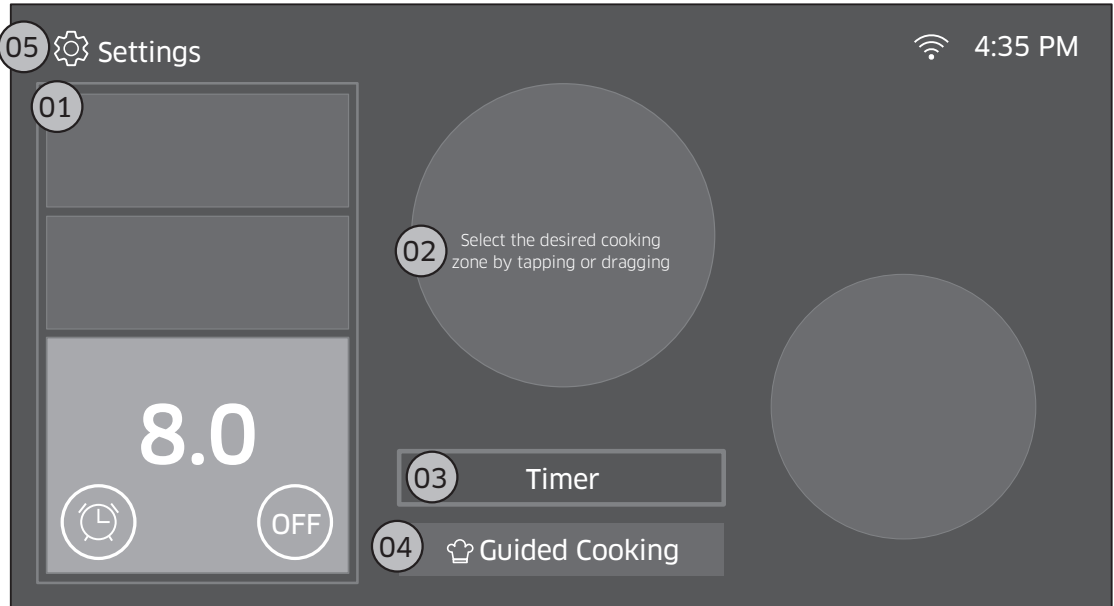 05 Settings 4:35 PM
01
02 Select the desired cooking
zone by tapping or dragging
8.0
OFF
03 Timer
04 Guided Cooking